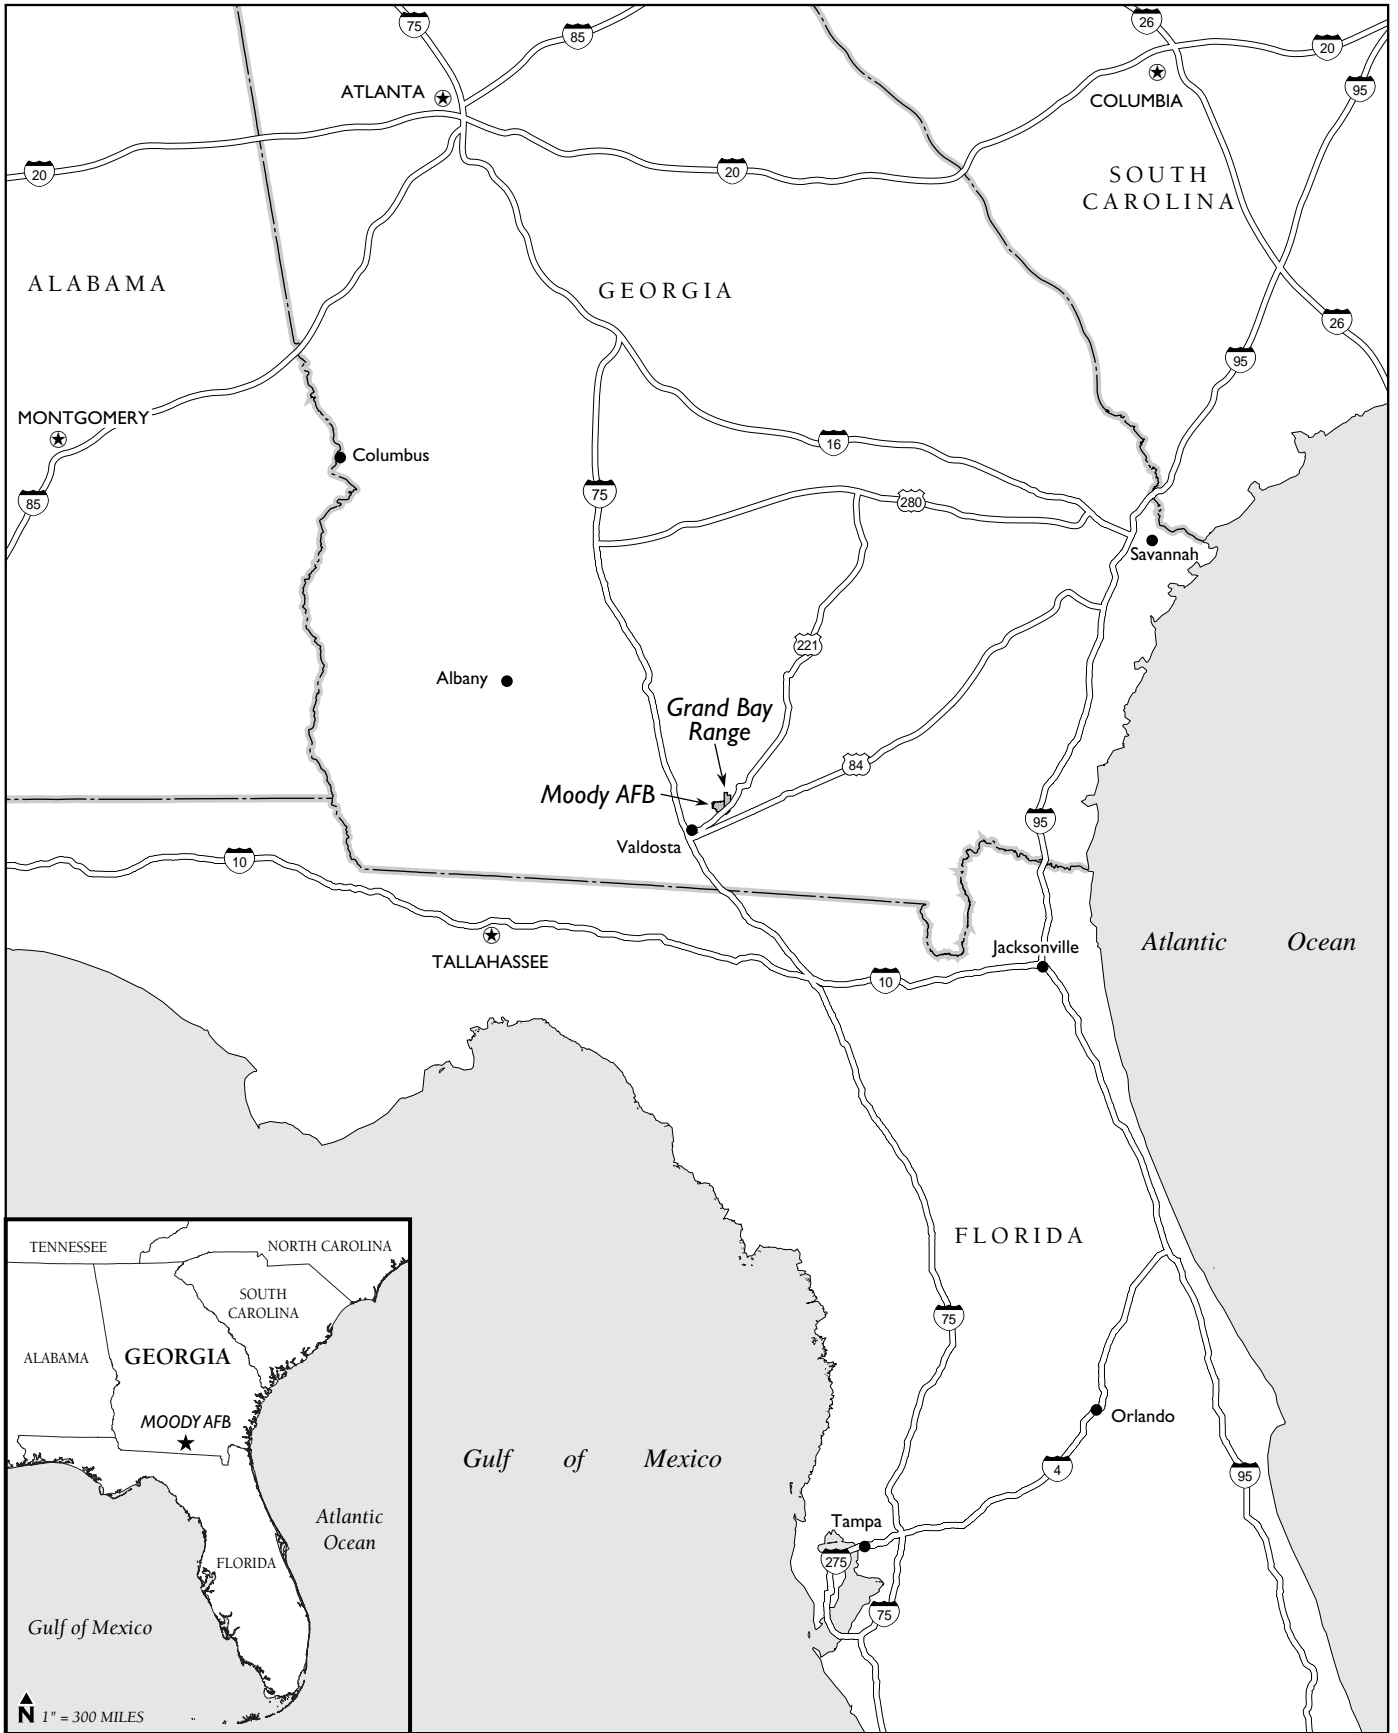 75
85
26
20
ATLANTA
COLUMBIA
95
20
20
SOUTH
CAROLINA
ALABAMA
GEORGIA
26
95
MONTGOMERY
16
Columbus
85
75
280
Savannah
221
Albany
Grand Bay
Range
84
Moody AFB
95
Valdosta
10
Jacksonville
Atlantic Ocean
TALLAHASSEE
10
FLORIDA
75
Orlando
Gulf of Mexico
4
95
Tampa
275
75
TENNESSEE
NORTH CAROLINA
SOUTH
CAROLINA
ALABAMA
GEORGIA
MOODY AFB
Atlantic
Ocean
FLORIDA
Gulf of Mexico
N 1" = 300 MILES